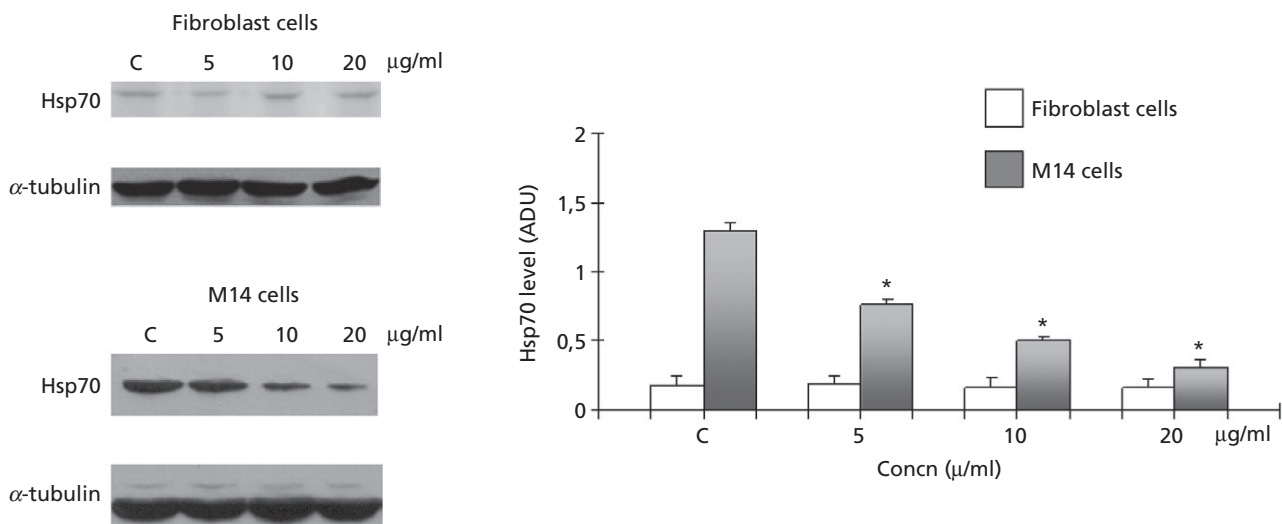 Fibroblast cells
C 5 10 20 μg/ml
Hsp70
α-tubulin
M14 cells
C 5 10 20 μg/ml
Hsp70
α-tubulin
Fibroblast cells
M14 cells
Hsp70 level (ADU)
2
1,5
1
0,5
0
* * *
C 5 10 20 μg/ml
Concn (μ/ml)